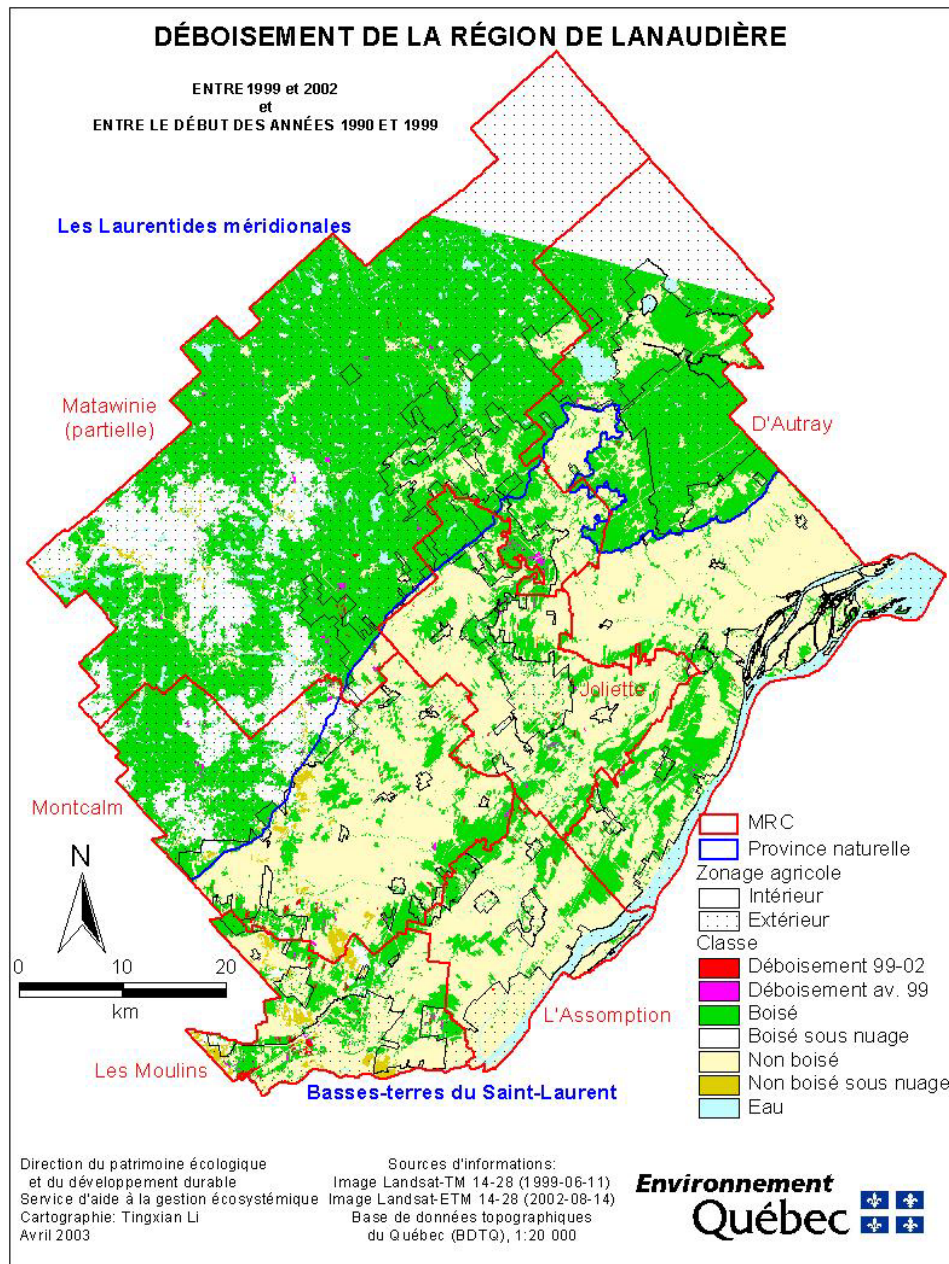 DÉBOISEMENT DE LA RÉGION DE LANAUDIÈRE
ENTRE 1999 et 2002
et
ENTRE LE DÉBUT DES ANNÉES 1990 ET 1999
Les Laurentides méridionales
Matawinie
(partielle)
D'Autray
Joliette
Montcalm
L'Assomption
Les Moulins
Basses-terres du Saint-Laurent
N
0 10 20
km
MRC
Province naturelle
Zonage agricole
Intérieur
Extérieur
Classe
Déboisement 99-02
Déboisement av. 99
Boisé
Boisé sous nuage
Non boisé
Non boisé sous nuage
Eau
Direction du patrimoine écologique
et du développement durable
Service d'aide à la gestion écosystémique
Cartographie: Tingxian Li
Avril 2003
Sources d'informations:
Image Landsat-TM 14-28 (1999-06-11)
Image Landsat-ETM 14-28 (2002-08-14)
Base de données topographiques
du Québec (BDTQ), 1:20 000
Environnement
Québec